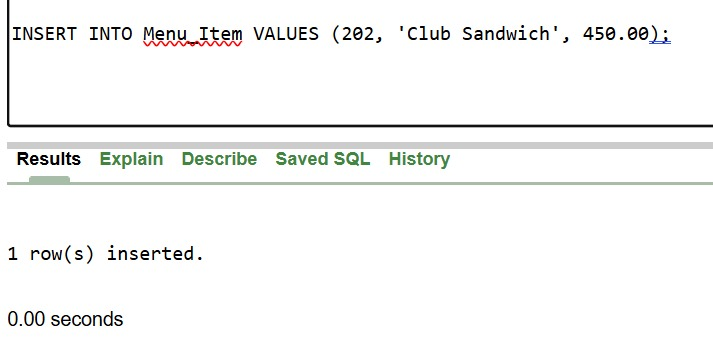 INSERT INTO Menu_Item VALUES (202, 'Club Sandwich', 450.00);
Results Explain Describe Saved SQL History
1 row(s) inserted.
0.00 seconds